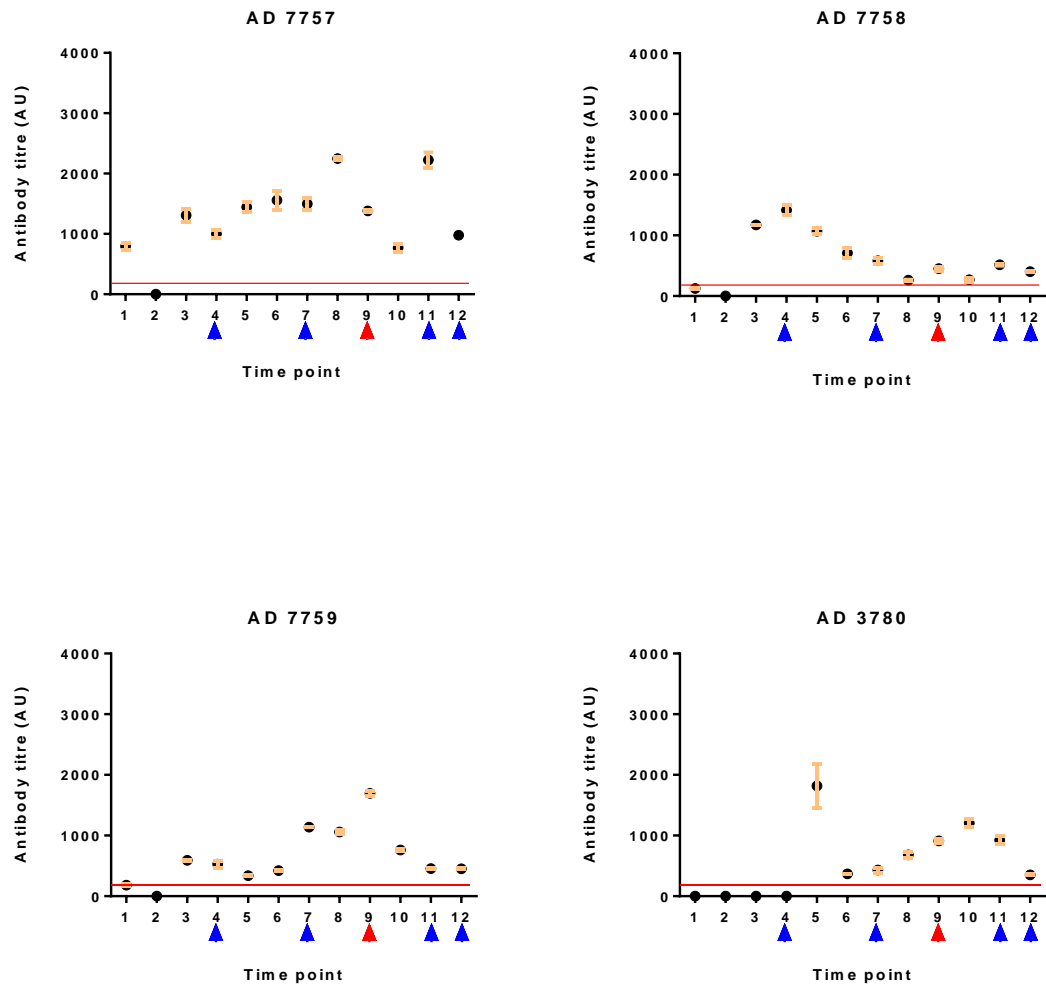 AD 7757
AD 7758
4000
3000
2000
1000
0
Antibody titre (AU)
1 2 3 4 5 6 7 8 9 10 11 12
Time point
4000
3000
2000
1000
0
Antibody titre (AU)
1 2 3 4 5 6 7 8 9 10 11 12
Time point
AD 7759
AD 3780
4000
3000
2000
1000
0
Antibody titre (AU)
1 2 3 4 5 6 7 8 9 10 11 12
Time point
4000
3000
2000
1000
0
Antibody titre (AU)
1 2 3 4 5 6 7 8 9 10 11 12
Time point